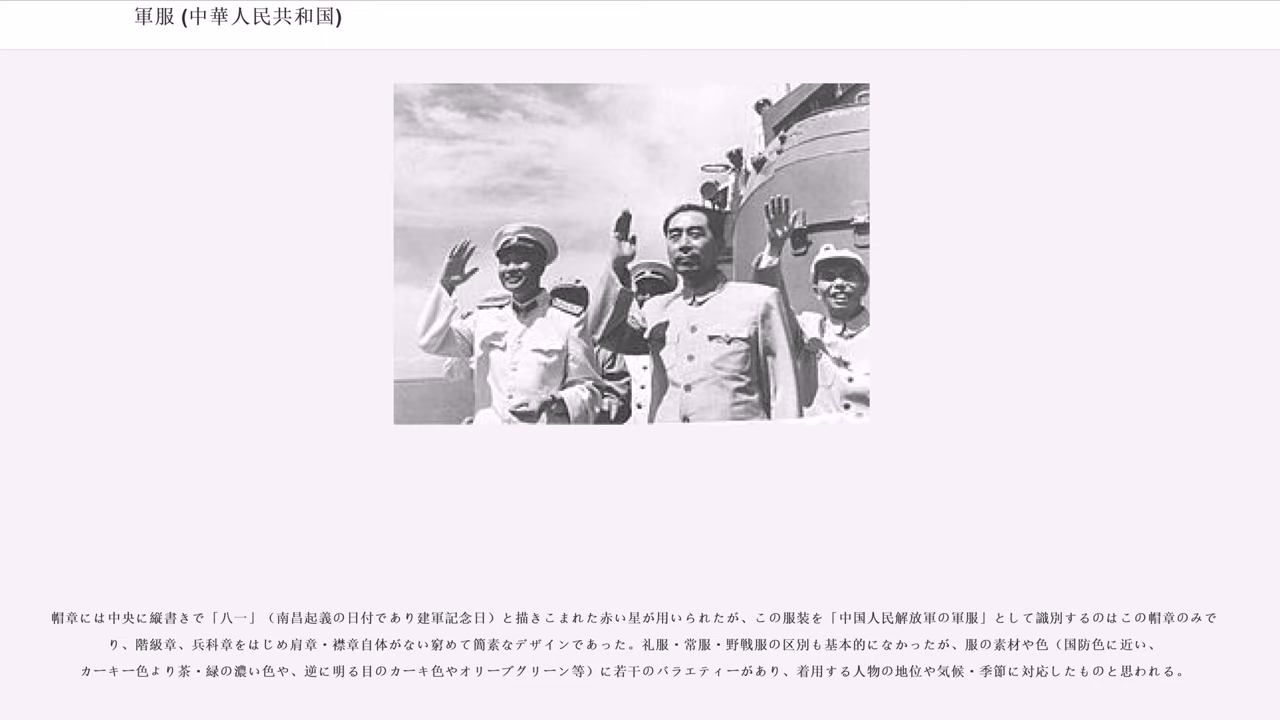 軍服 (中華人民共和国)
帽章には中央に縦書きで「八一」（南昌起義の日付であり建軍記念日）と描きこまれた赤い星が用いられたが、この服装を「中国人民解放軍の軍服」として識別するのはこの帽章のみで
り、階級章、兵科章をはじめ肩章・襟章自体がない窮めて簡素なデザインであった。礼服・常服・野戦服の区別も基本的になかったが、服の素材や色（国防色に近い、
カーキー色より茶・緑の濃い色や、逆に明る目のカーキ色やオリーブグリーン等）に若干のバラエティーがあり、着用する人物の地位や気候・季節に対応したものと思われる。